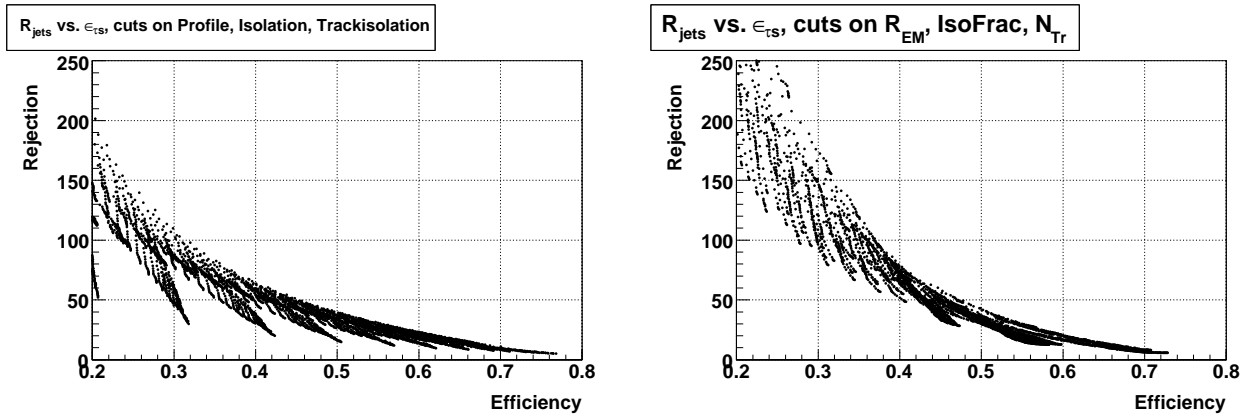 R_jets vs. ∈_τs, cuts on Profile, Isolation, Trackisolation
Rejection
250
200
150
100
50
0
0.2 0.3 0.4 0.5 0.6 0.7 0.8
Efficiency
R_jets vs. ∈_τs, cuts on R_EM, IsoFrac, N_Tr
Rejection
250
200
150
100
50
0
0.2 0.3 0.4 0.5 0.6 0.7 0.8
Efficiency